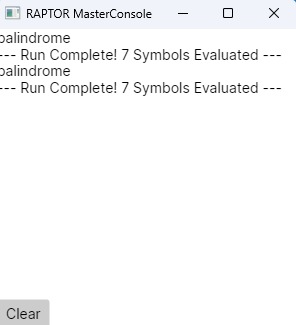 RAPTOR MasterConsole
palindrome
--- Run Complete! 7 Symbols Evaluated ---
palindrome
--- Run Complete! 7 Symbols Evaluated ---
Clear